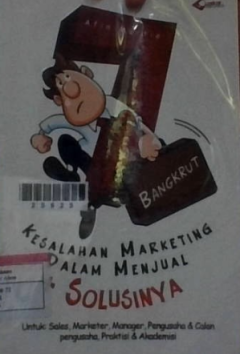 7
BANGKRUT
KESALAHAN MARKETING
DALAM MENJUAL
SOLUSINYA
Untuk: Sales, Marketer, Manager, Pengusaha & Calon
pengusaha, Praktisi & Akademisi